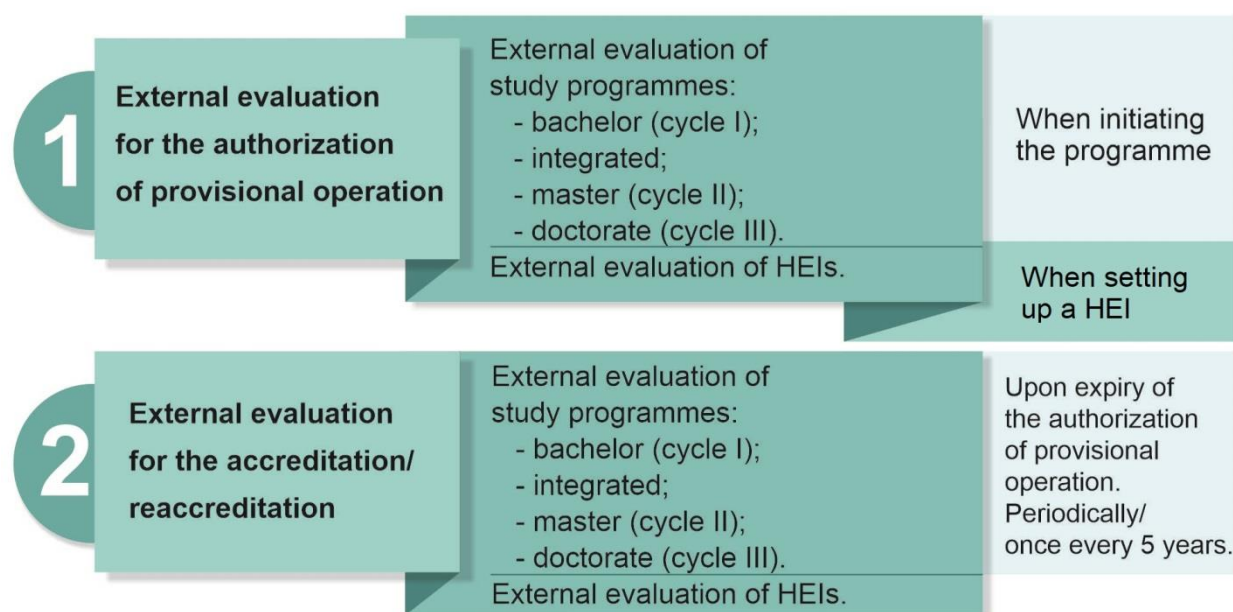 1
External evaluation
for the authorization
of provisional operation
External evaluation of
study programmes:
- bachelor (cycle I);
- integrated;
- master (cycle II);
- doctorate (cycle III).
External evaluation of HEIs.
When initiating
the programme
When setting
up a HEI
2
External evaluation
for the accreditation/
reaccreditation
External evaluation of
study programmes:
- bachelor (cycle I);
- integrated;
- master (cycle II);
- doctorate (cycle III).
External evaluation of HEIs.
Upon expiry of
the authorization
of provisional
operation.
Periodically/
once every 5 years.